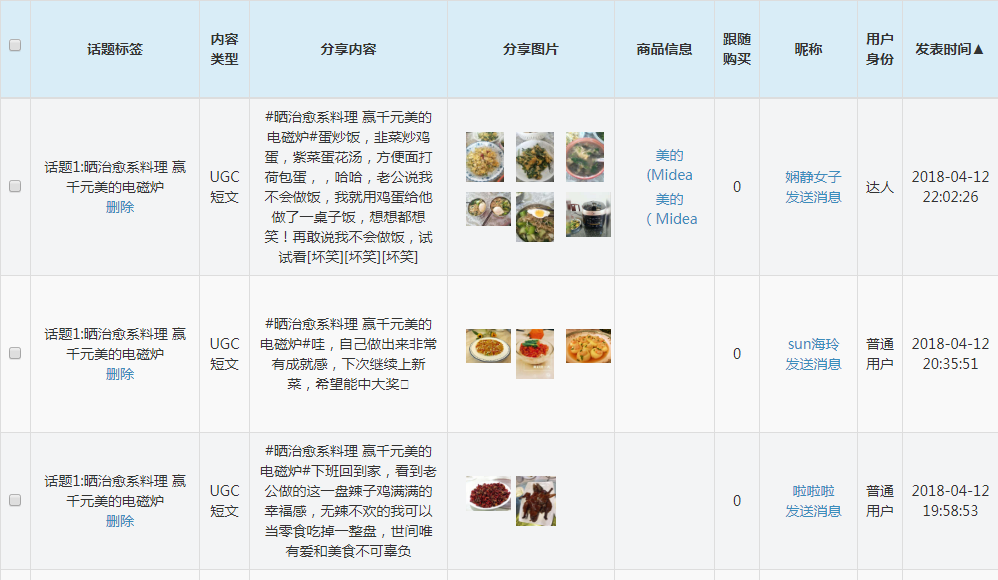 话题标签
内容
类型
分享内容
分享图片
商品信息
跟随
购买
昵称
用户
身份
发表时间▲
话题1:晒治愈系料理 赢
千元美的电磁炉
删除
UGC
短文
#晒治愈系料理 赢千元美的
电磁炉#蛋炒饭，韭菜炒鸡
蛋，紫菜蛋花汤，方便面打
荷包蛋，，哈哈，老公说我
不会做饭，我就用鸡蛋给他
做了一桌子饭，想想都想
笑！再敢说我不会做饭，试
试看[坏笑][坏笑][坏笑]
美的
(Midea
美的
( Midea
0
娴静女子
发送消息
达人
2018-04-12
22:02:26
话题1:晒治愈系料理 赢
千元美的电磁炉
删除
UGC
短文
#晒治愈系料理 赢千元美的
电磁炉#哇，自己做出来非常
有成就感，下次继续上新
菜，希望能中大奖
0
sun海玲
发送消息
普通
用户
2018-04-12
20:35:51
话题1:晒治愈系料理 赢
千元美的电磁炉
删除
UGC
短文
#晒治愈系料理 赢千元美的
电磁炉#下班回到家，看到老
公做的这一盘辣子鸡满满的
幸福感，无辣不欢的我可以
当零食吃掉一整盘，世间唯
有爱和美食不可辜负
0
啦啦啦
发送消息
普通
用户
2018-04-12
19:58:53